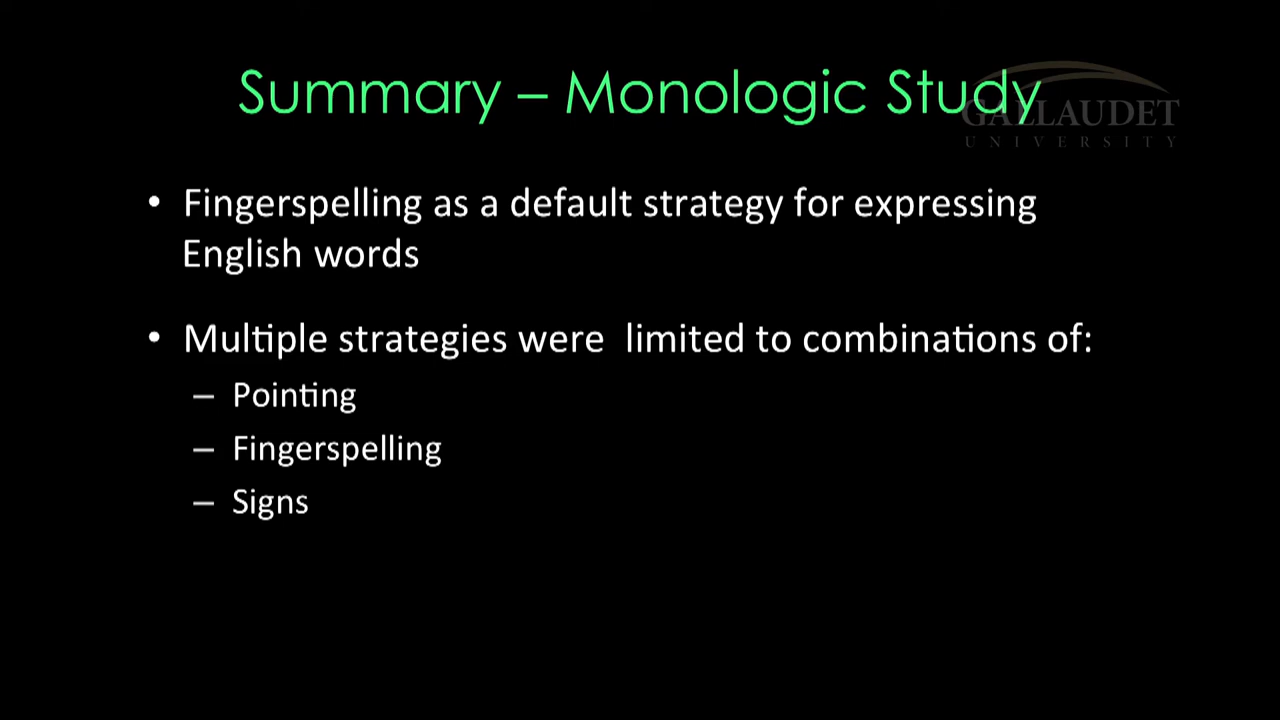 Summary – Monologic Study
GALLAUDET
UNIVERSITY
• Fingerspelling as a default strategy for expressing
English words
• Multiple strategies were  limited to combinations of:
– Pointing
– Fingerspelling
– Signs